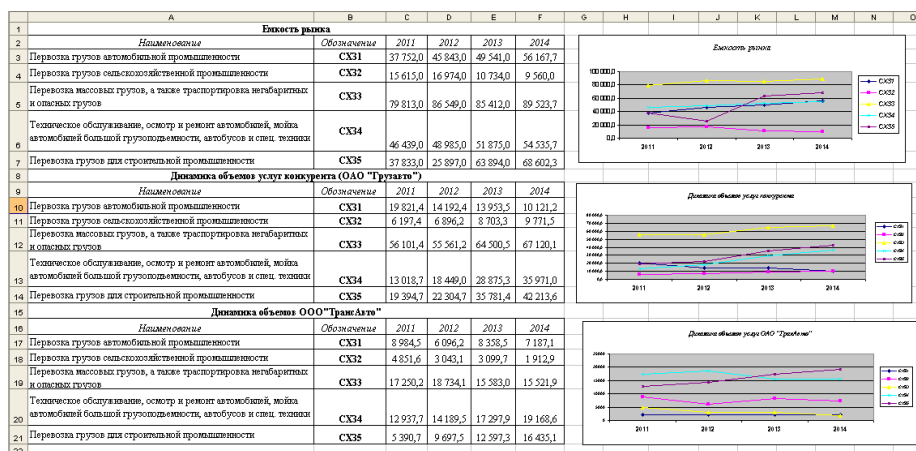 A B C D E F G H I J K L M N O
1 Емкость рынка
2 Наименование Обозначение 2011 2012 2013 2014
3 Перевозка грузов автомобильной промышленности СХ31 37 752,0 45 843,0 49 541,0 56 167,7
4 Первозка грузов сельскохозяйственной промышленности СХ32 15 615,0 16 974,0 10 734,0 9 560,0
5 Перевозка массовых грузов, а также траспортировка негабаритных
и опасных грузов СХ33 79 813,0 86 549,0 85 412,0 89 523,7
Техническое обслуживание, осмотр и ремонт автомобилей, мойка
6 автомобилей большой грузоподъемности, автобусов и спец. техники СХ34 46 439,0 48 985,0 51 875,0 54 535,7
7 Перевозка грузов для строительной промышленности СХ35 37 833,0 25 897,0 63 894,0 68 602,3
8 Динамика объемов услуг конкурента (ОАО "Грузавто")
9 Наименование Обозначение 2011 2012 2013 2014
10 Первозка грузов автомобильной промышленности СХ31 19 821,4 14 192,4 13 953,5 10 121,2
11 Первозка грузов сельскохозяйственной промышленности СХ32 6 197,4 6 896,2 8 703,3 9 771,5
12 Перевозка массовых грузов, а также траспортировка негабаритных
и опасных грузов СХ33 56 101,4 55 561,2 64 500,5 67 120,1
Техническое обслуживание, осмотр и ремонт автомобилей, мойка
13 автомобилей большой грузоподъемности, автобусов и спец. техники СХ34 13 018,7 18 449,0 28 875,3 35 971,0
14 Перевозка грузов для строительной промышленности СХ35 19 394,7 22 304,7 35 781,4 42 213,6
15 Динамика объемов ООО"ТрансАвто"
16 Наименование Обозначение 2011 2012 2013 2014
17 Первозка грузов автомобильной промышленности СХ31 8 984,5 6 096,2 8 358,5 7 187,1
18 Первозка грузов сельскохозяйственной промышленности СХ32 4 851,6 3 043,1 3 099,7 1 912,9
19 Перевозка массовых грузов, а также траспортировка негабаритных
и опасных грузов СХ33 17 250,2 18 734,1 15 583,0 15 521,9
Техническое обслуживание, осмотр и ремонт автомобилей, мойка
20 автомобилей большой грузоподъемности, автобусов и спец. техники СХ34 12 937,7 14 189,5 17 297,9 19 168,6
21 Перевозка грузов для строительной промышленности СХ35 5 390,7 9 697,5 12 597,3 16 435,1
Емкость рынка
100 000,0
80 000,0
60 000,0
40 000,0
20 000,0
0,0
2011 2012 2013 2014
СХ31
СХ32
СХ33
СХ34
СХ35
Динамика объемов услуг конкурента
2011 2012 2013 2014
Динамика объемов услуг ОАО
2011 2012 2013 2014